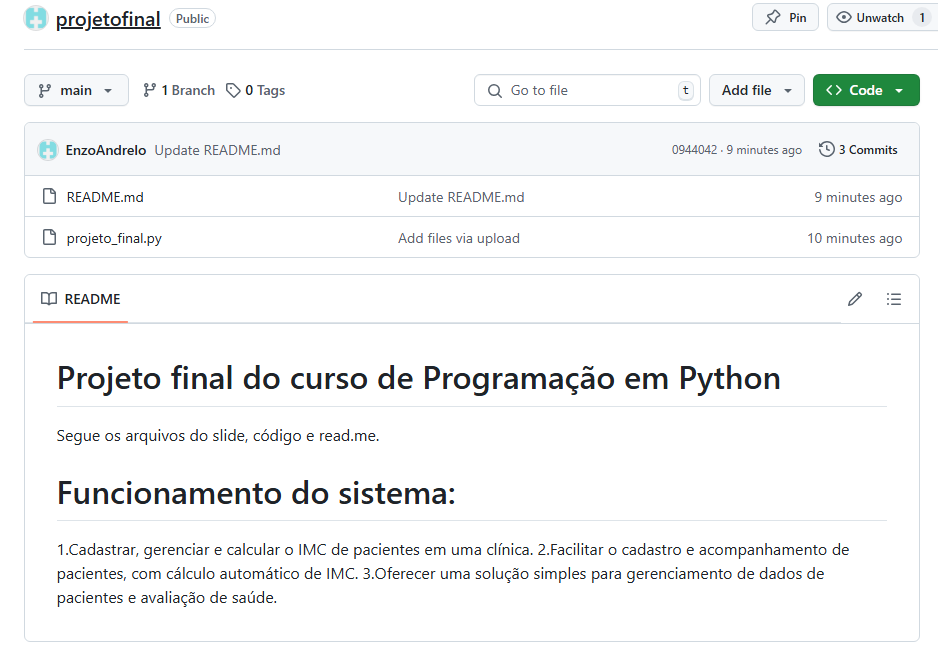 projetofinal Public Pin Unwatch 1
main 1 Branch 0 Tags Go to file t Add file Code
EnzoAndrelo Update README.md 0944042 · 9 minutes ago 3 Commits
README.md Update README.md 9 minutes ago
projeto_final.py Add files via upload 10 minutes ago
README
Projeto final do curso de Programação em Python
Segue os arquivos do slide, código e read.me.
Funcionamento do sistema:
1.Cadastrar, gerenciar e calcular o IMC de pacientes em uma clínica. 2.Facilitar o cadastro e acompanhamento de
pacientes, com cálculo automático de IMC. 3.Oferecer uma solução simples para gerenciamento de dados de
pacientes e avaliação de saúde.